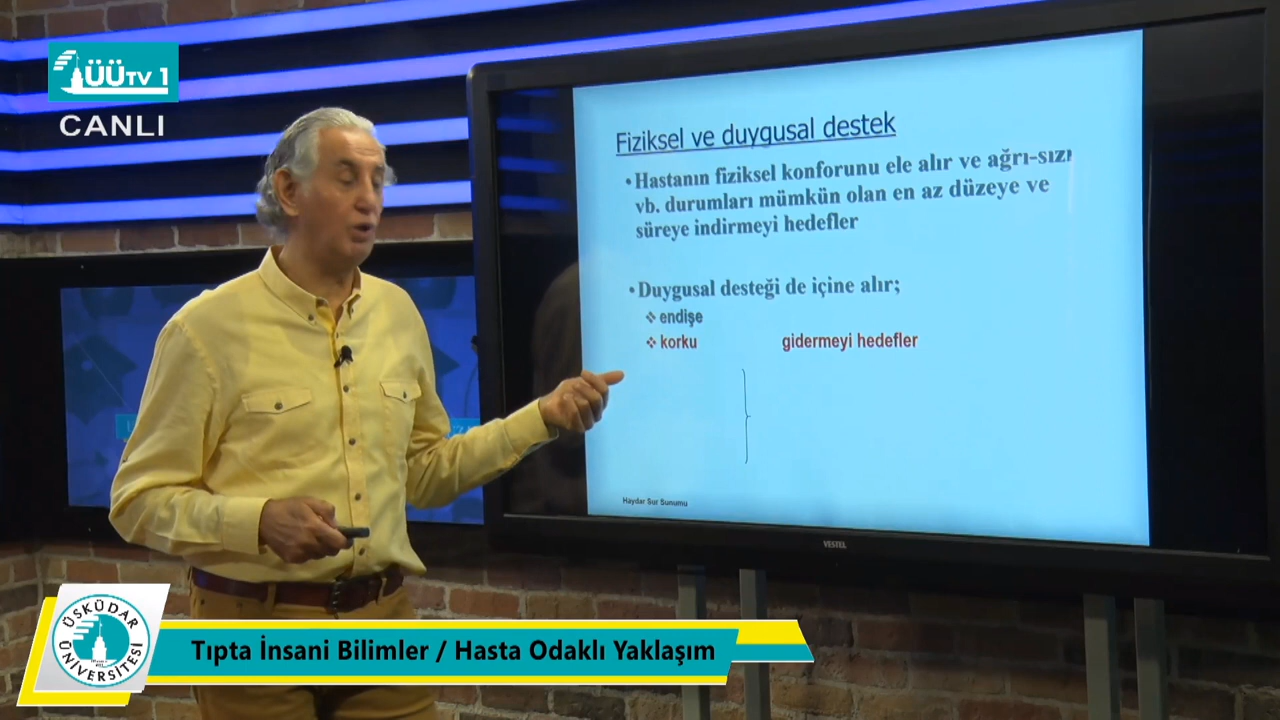 ÜÜTV 1
CANLI
Fiziksel ve duygusal destek
•Hastanın fiziksel konforunu ele alır ve ağrı-sızı
vb. durumları mümkün olan en az düzeye ve
süreye indirmeyi hedefler
•Duygusal desteği de içine alır;
❖ endişe
❖ korku gidermeyi hedefler
Haydar Sur Sunumu
VESTEL
ÜSKÜDAR
ÜNİVERSİTESİ
Tıpta İnsani Bilimler / Hasta Odaklı Yaklaşım